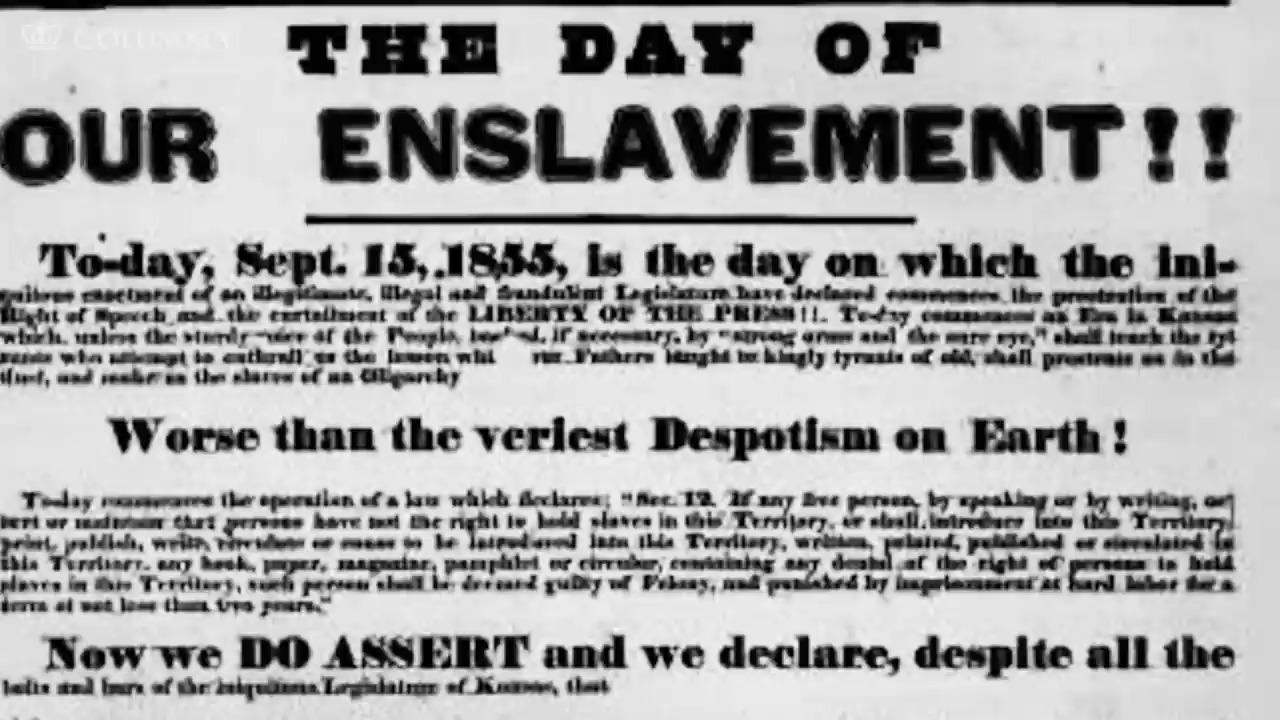 COLUMBIA
THE DAY OF
OUR ENSLAVEMENT!!
To-day, Sept. 15, 1855, is the day on which the ini-
quitous enactment of an illegitimate, illegal and fraudulent Legislature have declared commences the prostration of the
Right of Speech and the curtailment of the LIBERTY OF THE PRESS!! To-day commences an Era in Kansas
which, unless the sturdy voice of the People, backed, if necessary, by "strong arms and the sure eye," shall teach the tyr
rants who attempt to enthrall us the lesson whi our Fathers taught to kingly tyrants of old, shall prostrate us in the
dust, and make us the slaves of an Oligarchy
Worse than the veriest Despotism on Earth!
To-day commences the operation of a law which declares: "Sec. 12. If any free person, by speaking or by writing, as-
sert or maintain that persons have not the right to hold slaves in this Territory, or shall introduce into this Territory,
print, publish, write, circulate or cause to be introduced into this Territory, written, printed, published or circulated in
this Territory, any book, paper, magazine, pamphlet or circular, containing any denial of the right of persons to hold
slaves in this Territory, such person shall be deemed guilty of Felony, and punished by imprisonment at hard labor for a
term of not less than two years."
Now we DO ASSERT and we declare, despite all the
bolts and bars of the iniquitous Legislature of Kansas, that